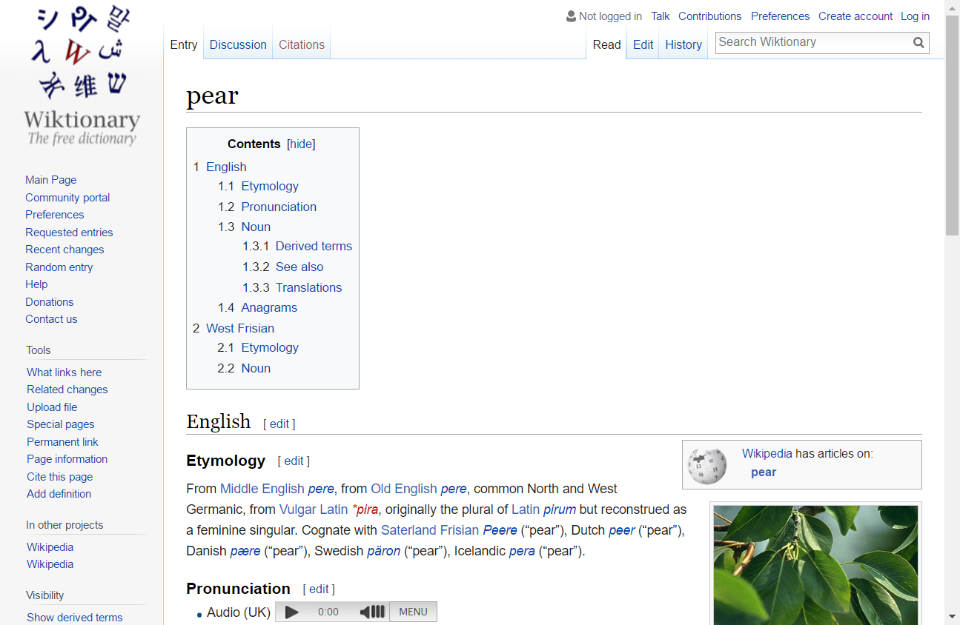 Not logged in Talk Contributions Preferences Create account Log in
Entry Discussion Citations Read Edit History Search Wiktionary
Wiktionary
The free dictionary
Main Page
Community portal
Preferences
Requested entries
Recent changes
Random entry
Help
Donations
Contact us
Tools
What links here
Related changes
Upload file
Special pages
Permanent link
Page information
Cite this page
Add definition
In other projects
Wikipedia
Wikipedia
Visibility
Show derived terms
pear
Contents [hide]
1 English
1.1 Etymology
1.2 Pronunciation
1.3 Noun
1.3.1 Derived terms
1.3.2 See also
1.3.3 Translations
1.4 Anagrams
2 West Frisian
2.1 Etymology
2.2 Noun
English [ edit ]
Wikipedia has articles on:
pear
Etymology [ edit ]
From Middle English pere, from Old English pere, common North and West
Germanic, from Vulgar Latin *pira, originally the plural of Latin pirum but reconstrued as
a feminine singular. Cognate with Saterland Frisian Peere (“pear”), Dutch peer (“pear”),
Danish pære (“pear”), Swedish päron (“pear”), Icelandic pera (“pear”).
Pronunciation [ edit ]
Audio (UK) 0:00 MENU